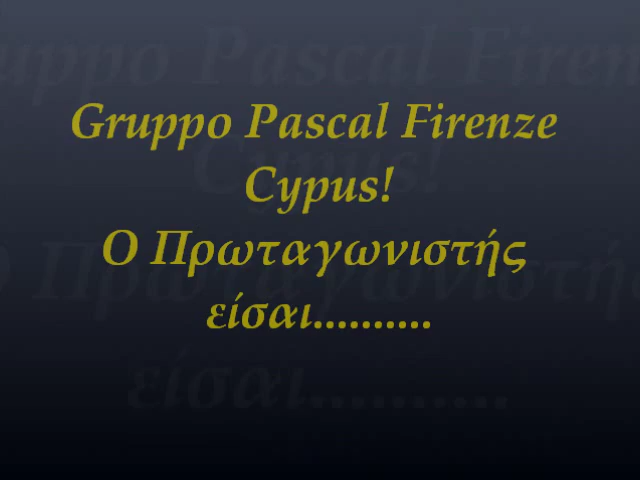 Gruppo Pascal Firenze
Cypus!
Ο Πρωταγωνιστής
είσαι..........